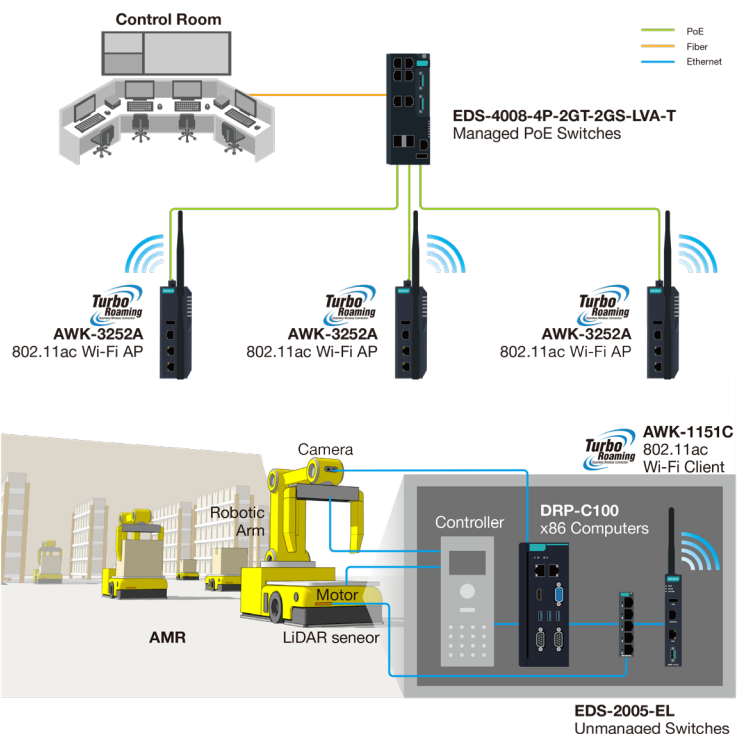 Control Room
PoE
Fiber
Ethernet
EDS-4008-4P-2GT-2GS-LVA-T
Managed PoE Switches
Turbo
Roaming
AWK-3252A
802.11ac Wi-Fi AP
Turbo
Roaming
AWK-3252A
802.11ac Wi-Fi AP
Turbo
Roaming
AWK-3252A
802.11ac Wi-Fi AP
Turbo
Roaming
AWK-1151C
802.11ac
Wi-Fi Client
Camera
Robotic
Arm
Controller
DRP-C100
x86 Computers
Motor
AMR
LiDAR seneor
EDS-2005-EL
Unmanaged Switches